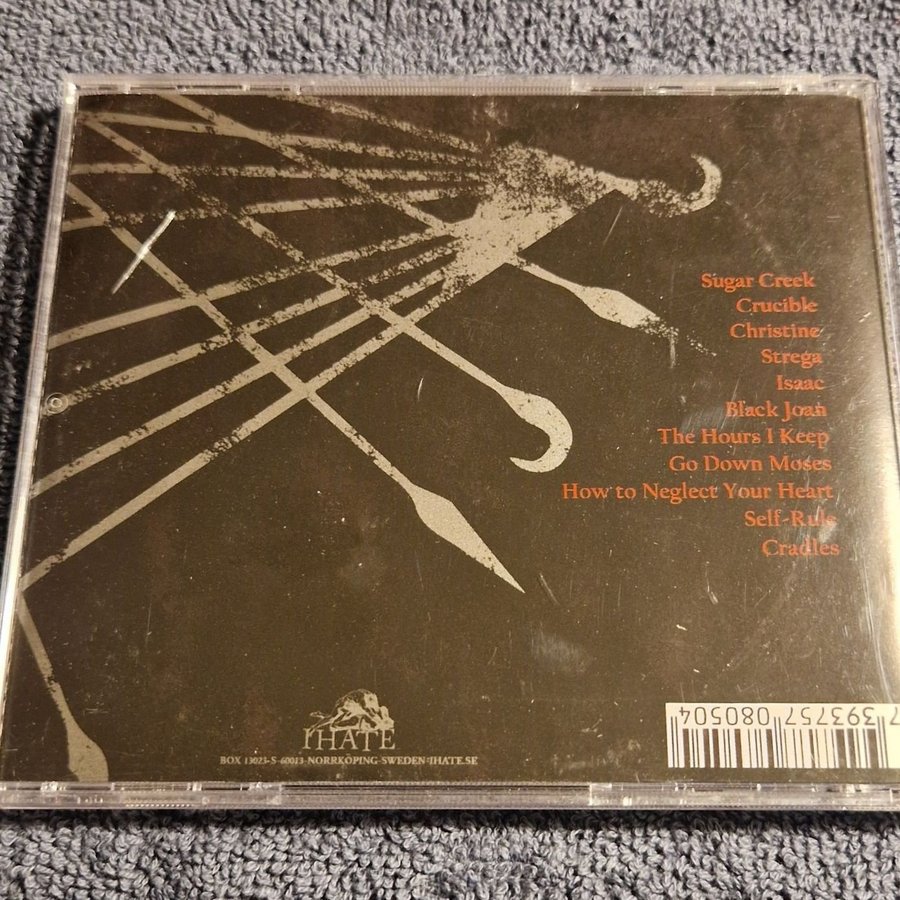 Sugar Creek
Crucible
Christine
Strega
Isaac
Black Joan
The Hours I Keep
Go Down Moses
How to Neglect Your Heart
Self-Rule
Cradles
I HATE
BOX 13023-S-60013-NORRKÖPING-SWEDEN-IHATE.SE
7 393757 080504